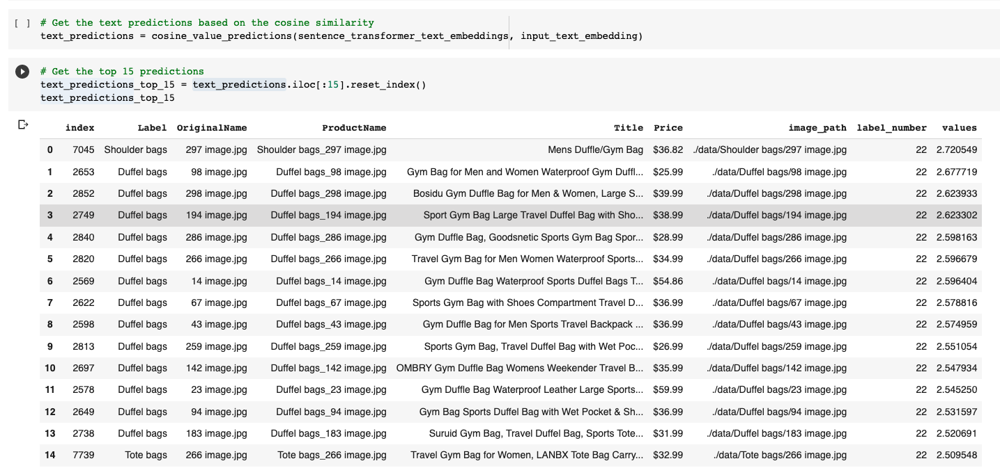 [ ] # Get the text predictions based on the cosine similarity
text_predictions = cosine_value_predictions(sentence_transformer_text_embeddings, input_text_embedding)
# Get the top 15 predictions
text_predictions_top_15 = text_predictions.iloc[:15].reset_index()
text_predictions_top_15
index Label OriginalName ProductName Title Price image_path label_number values
0 7045 Shoulder bags 297 image.jpg Shoulder bags_297 image.jpg Mens Duffle/Gym Bag $36.82 ./data/Shoulder bags/297 image.jpg 22 2.720549
1 2653 Duffel bags 98 image.jpg Duffel bags_98 image.jpg Gym Bag for Men and Women Waterproof Gym Duffl... $25.99 ./data/Duffel bags/98 image.jpg 22 2.677719
2 2852 Duffel bags 298 image.jpg Duffel bags_298 image.jpg Bosidu Gym Duffle Bag for Men & Women, Large S... $39.99 ./data/Duffel bags/298 image.jpg 22 2.623933
3 2749 Duffel bags 194 image.jpg Duffel bags_194 image.jpg Sport Gym Bag Large Travel Duffel Bag with Sho... $38.99 ./data/Duffel bags/194 image.jpg 22 2.623302
4 2840 Duffel bags 286 image.jpg Duffel bags_286 image.jpg Gym Duffle Bag, Goodsnetic Sports Gym Bag Spor... $28.99 ./data/Duffel bags/286 image.jpg 22 2.598163
5 2820 Duffel bags 266 image.jpg Duffel bags_266 image.jpg Travel Gym Bag for Men Women Waterproof Sports... $34.99 ./data/Duffel bags/266 image.jpg 22 2.596679
6 2569 Duffel bags 14 image.jpg Duffel bags_14 image.jpg Gym Duffle Bag Waterproof Sports Duffel Bags T... $54.86 ./data/Duffel bags/14 image.jpg 22 2.596404
7 2622 Duffel bags 67 image.jpg Duffel bags_67 image.jpg Sports Gym Bag with Shoes Compartment Travel D... $36.99 ./data/Duffel bags/67 image.jpg 22 2.578816
8 2598 Duffel bags 43 image.jpg Duffel bags_43 image.jpg Gym Duffle Bag for Men Sports Travel Backpack ... $36.99 ./data/Duffel bags/43 image.jpg 22 2.574959
9 2813 Duffel bags 259 image.jpg Duffel bags_259 image.jpg Sports Gym Bag, Travel Duffel Bag with Wet Poc... $26.99 ./data/Duffel bags/259 image.jpg 22 2.551054
10 2697 Duffel bags 142 image.jpg Duffel bags_142 image.jpg OMBRY Gym Duffle Bag Womens Weekender Travel B... $35.99 ./data/Duffel bags/142 image.jpg 22 2.547934
11 2578 Duffel bags 23 image.jpg Duffel bags_23 image.jpg Gym Duffle Bag Waterproof Leather Large Sports... $59.99 ./data/Duffel bags/23 image.jpg 22 2.545250
12 2649 Duffel bags 94 image.jpg Duffel bags_94 image.jpg Gym Bag Sports Duffel Bag with Wet Pocket & Sh... $36.99 ./data/Duffel bags/94 image.jpg 22 2.531597
13 2738 Duffel bags 183 image.jpg Duffel bags_183 image.jpg Suruid Gym Bag, Travel Duffel Bag, Sports Tote... $31.99 ./data/Duffel bags/183 image.jpg 22 2.520691
14 7739 Tote bags 266 image.jpg Tote bags_266 image.jpg Travel Gym Bag for Women, LANBX Tote Bag Carry... $32.99 ./data/Tote bags/266 image.jpg 22 2.509548